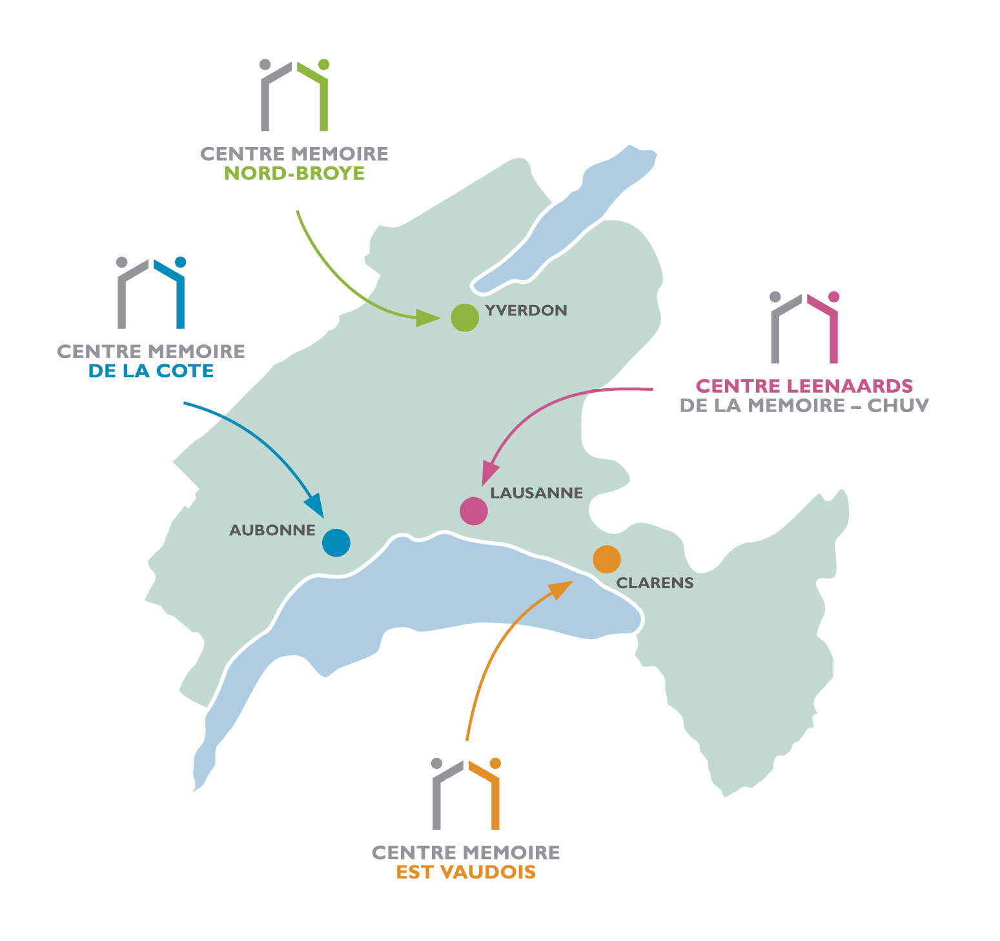 CENTRE MEMOIRE
NORD-BROYE
YVERDON
CENTRE MEMOIRE
DE LA COTE
CENTRE LEENAARDS
DE LA MEMOIRE – CHUV
LAUSANNE
AUBONNE
CLARENS
CENTRE MEMOIRE
EST VAUDOIS